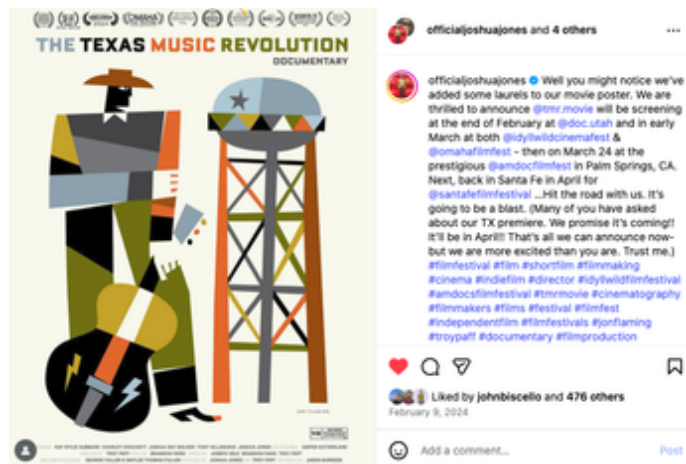 THE TEXAS MUSIC REVOLUTION
DOCUMENTARY
officialjoshuajones and 4 others
officialjoshuajones Well you might notice we've
added some laurels to our movie poster. We are
thrilled to announce @tmr.movie will be screening
at the end of February at @doc.utah and in early
March at both @idyllwildcinemafest &
@omahafilmfest - then on March 24 at the
prestigious @amdocfilmfest in Palm Springs, CA.
Next, back in Santa Fe in April for
@santafefilmfestival ...Hit the road with us. It's
going to be a blast. (Many of you have asked
about our TX premiere. We promise it's coming!!
It'll be in April!! That's all we can announce now-
but we are more excited than you are. Trust me.)
#filmfestival #film #shortfilm #filmmaking
#cinema #indiefilm #director #idyllwildfilmfestival
#amdocsfilmfestival #tmrmovie #cinematography
#filmmakers #films #festival #filmfest
#independentfilm #filmfestivals #jonflaming
#troypaff #documentary #filmproduction
Liked by johnbiscello and 476 others
February 9, 2024
Add a comment...
Post